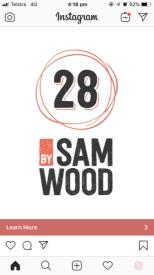 Telstra 4G 4:18 pm 62%
Instagram
28
BY SAM
WOOD
Learn More